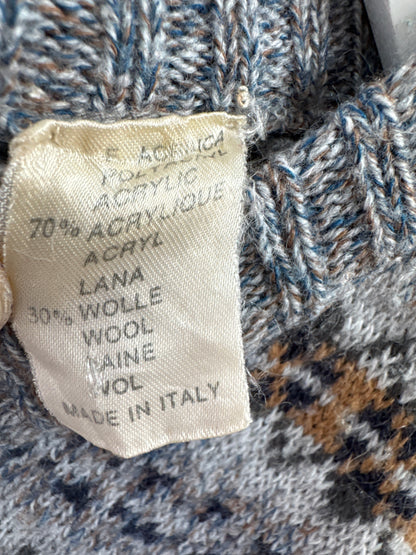 ACRYLIC
70% ACRYLIQUE
ACRYL
LANA
30% WOLLE
WOOL
LAINE
WOL
MADE IN ITALY